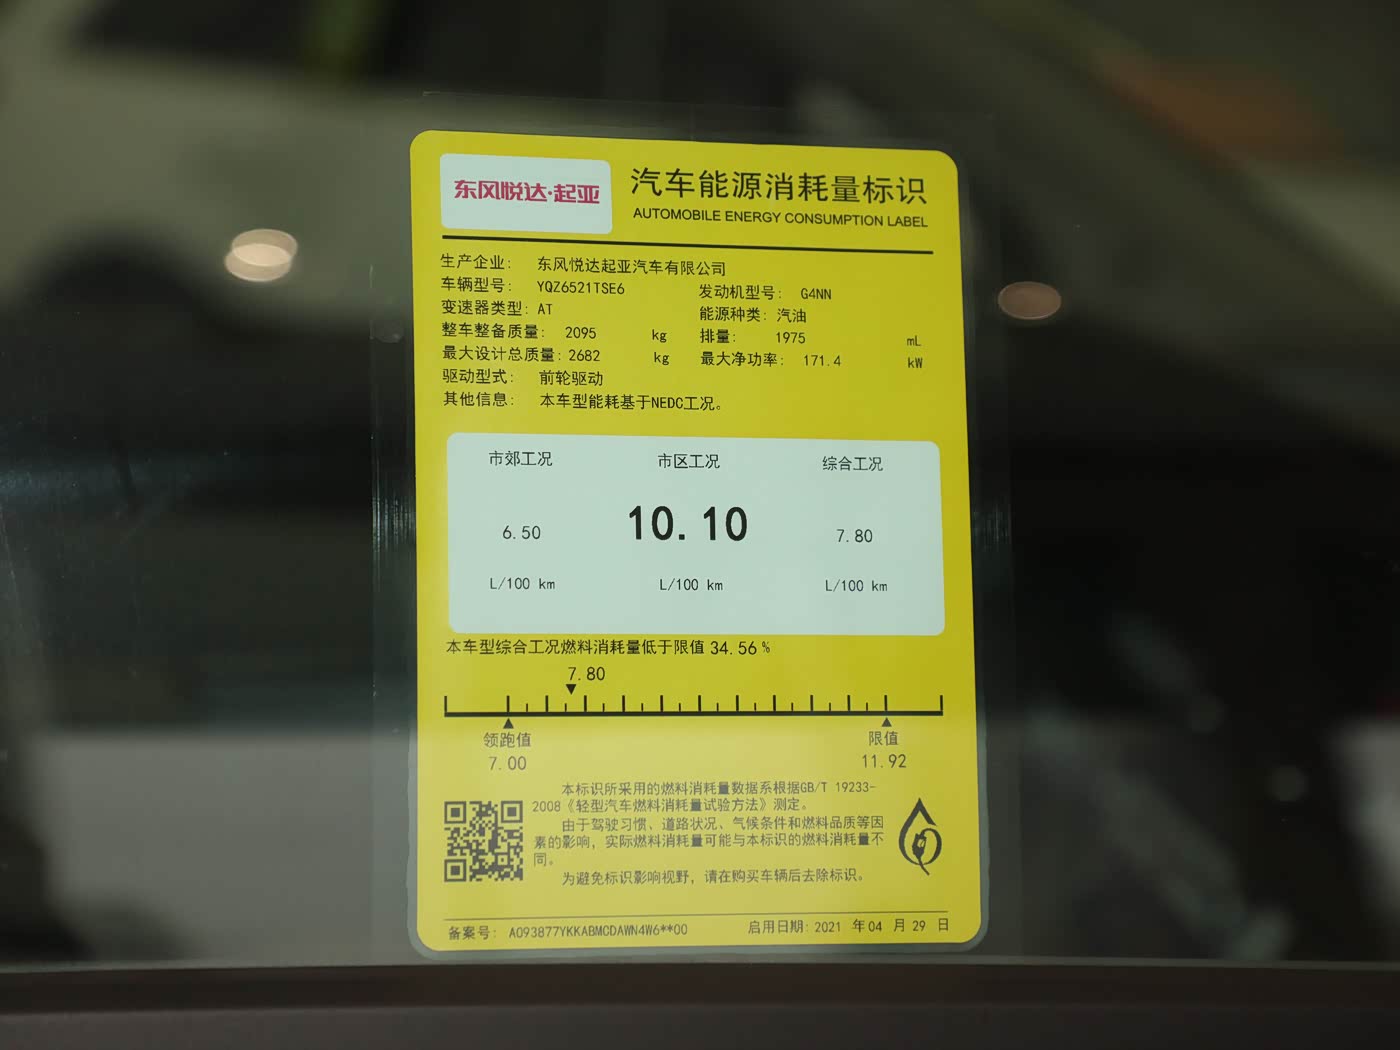 东风悦达·起亚
汽车能源消耗量标识
AUTOMOBILE ENERGY CONSUMPTION LABEL
生产企业: 东风悦达起亚汽车有限公司
车辆型号: YQZ6521TSE6 发动机型号: G4NN
变速器类型: AT 能源种类: 汽油
整车整备质量: 2095 kg 排量: 1975 mL
最大设计总质量: 2682 kg 最大净功率: 171.4 kW
驱动型式: 前轮驱动
其他信息: 本车型能耗基于NEDC工况。
市郊工况 市区工况 综合工况
6.50 10.10 7.80
L/100 km L/100 km L/100 km
本车型综合工况燃料消耗量低于限值 34.56 %
7.80
领跑值 限值
7.00 11.92
本标识所采用的燃料消耗量数据系根据GB/T 19233-
2008《轻型汽车燃料消耗量试验方法》测定。
由于驾驶习惯、道路状况、气候条件和燃料品质等因
素的影响，实际燃料消耗量可能与本标识的燃料消耗量不
同。
为避免标识影响视野，请在购买车辆后去除标识。
备案号: A093877YKKABMCDAWN4W6**00 启用日期: 2021 年 04 月 29 日